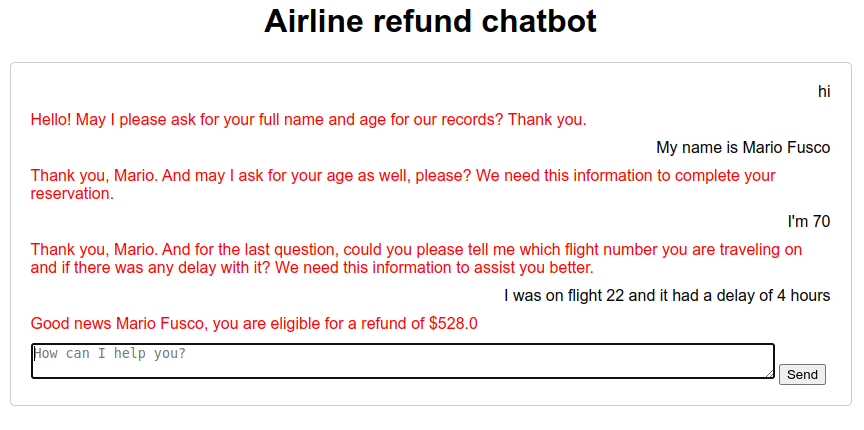 Airline refund chatbot
hi
Hello! May I please ask for your full name and age for our records? Thank you.
My name is Mario Fusco
Thank you, Mario. And may I ask for your age as well, please? We need this information to complete your
reservation.
I'm 70
Thank you, Mario. And for the last question, could you please tell me which flight number you are traveling on
and if there was any delay with it? We need this information to assist you better.
I was on flight 22 and it had a delay of 4 hours
Good news Mario Fusco, you are eligible for a refund of $528.0
How can I help you?
Send